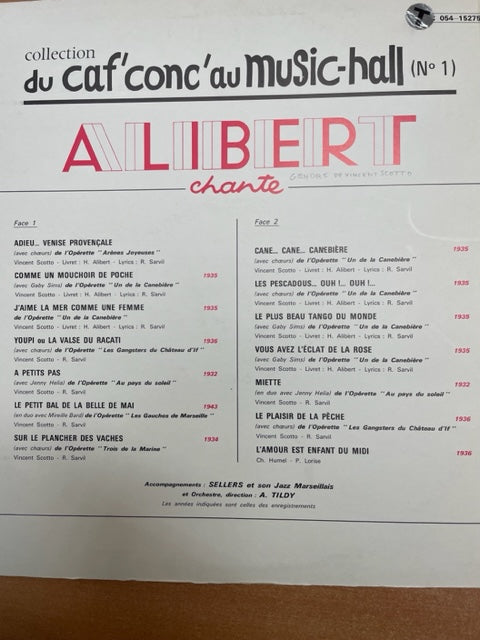 054-15275
collection
du caf'conc' au music-hall (N° 1)
ALIBERT
GENDRE DE VINCENT SCOTTO
chante
Face 1
ADIEU... VENISE PROVENÇALE
(avec chœurs) de l'Opérette "Arènes Joyeuses"
Vincent Scotto - Livret : H. Alibert - Lyrics : R. Sarvil
COMME UN MOUCHOIR DE POCHE 1935
(avec Gaby Sims) de l'Opérette "Un de la Canebière"
Vincent Scotto - Livret : H. Alibert - Lyrics : R. Sarvil
J'AIME LA MER COMME UNE FEMME 1935
de l'Opérette "Un de la Canebière"
Vincent Scotto - Livret : H. Alibert - Lyrics : R. Sarvil
YOUPI ou LA VALSE DU RACATI 1936
(avec chœurs) de l'Opérette "Les Gangsters du Château d'If"
Vincent Scotto - R. Sarvil
A PETITS PAS 1932
(avec Jenny Helia) de l'Opérette "Au pays du soleil"
Vincent Scotto - R. Sarvil
LE PETIT BAL DE LA BELLE DE MAI 1943
(en duo avec Mireille Bard) de l'Opérette "Les Gauchos de Marseille"
Vincent Scotto - R. Sarvil
SUR LE PLANCHER DES VACHES 1934
(avec chœurs) de l'Opérette "Trois de la Marine"
Vincent Scotto - R. Sarvil
Face 2
CANE... CANE... CANEBIÈRE 1935
(avec chœurs) de l'Opérette "Un de la Canebière"
Vincent Scotto - Livret : H. Alibert - Lyrics : R. Sarvil
LES PESCADOUS... OUH !... OUH !... 1935
(avec chœurs) de l'Opérette "Un de la Canebière"
Vincent Scotto - Livret : H. Alibert - Lyrics : R. Sarvil
LE PLUS BEAU TANGO DU MONDE 1935
(avec Gaby Sims) de l'Opérette "Un de la Canebière"
Vincent Scotto - Livret : H. Alibert - Lyrics : R. Sarvil
VOUS AVEZ L'ÉCLAT DE LA ROSE 1935
(avec Gaby Sims) de l'Opérette "Un de la Canebière"
Vincent Scotto - Livret : H. Alibert - Lyrics : R. Sarvil
MIETTE 1932
(en duo avec Jenny Helia) de l'Opérette "Au pays du soleil"
Vincent Scotto - R. Sarvil
LE PLAISIR DE LA PÊCHE 1936
(avec chœurs) de l'Opérette "Les Gangsters du Château d'If"
Vincent Scotto - R. Sarvil
L'AMOUR EST ENFANT DU MIDI 1936
Ch. Humel - P. Lorise
Accompagnements : SELLERS et son Jazz Marseillais
et Orchestre, direction : A. TILDY
Les années indiquées sont celles des enregistrements